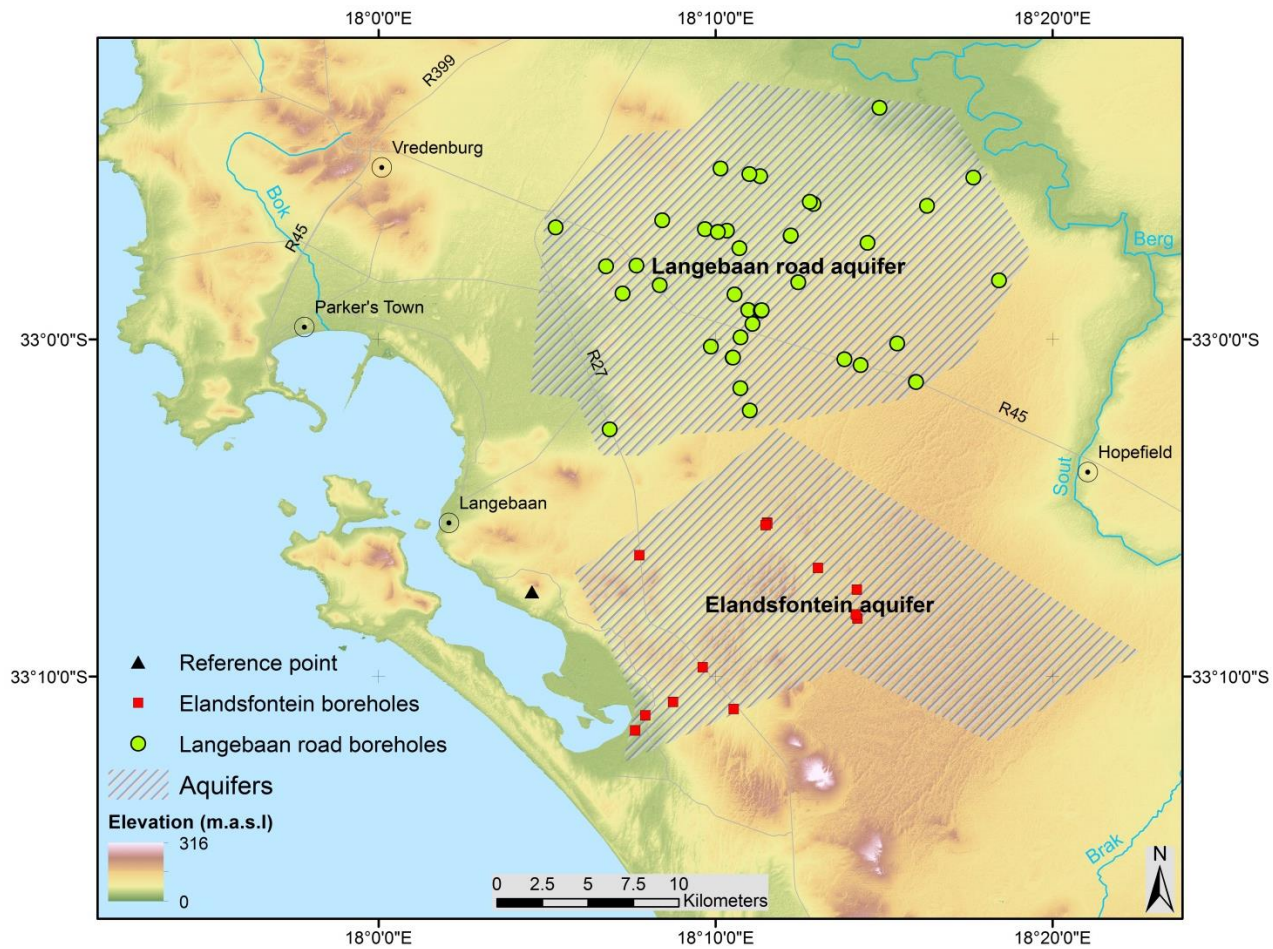 18°00'0"E
18°10'0"E
18°20'0"E
R399
Vredenburg
Bok
R45
Berg
Langebaan road aquifer
Parker's Town
33°0'0"S
33°0'0"S
R27
R45
Hopefield
Sout
Langebaan
Elandsfontein aquifer
Reference point
33°10'0"S
33°10'0"S
Elandsfontein boreholes
Langebaan road boreholes
Aquifers
Elevation (m.a.s.l)
316
0
Brak
N
0 2.5 5 7.5 10
Kilometers
18°00'0"E
18°10'0"E
18°20'0"E